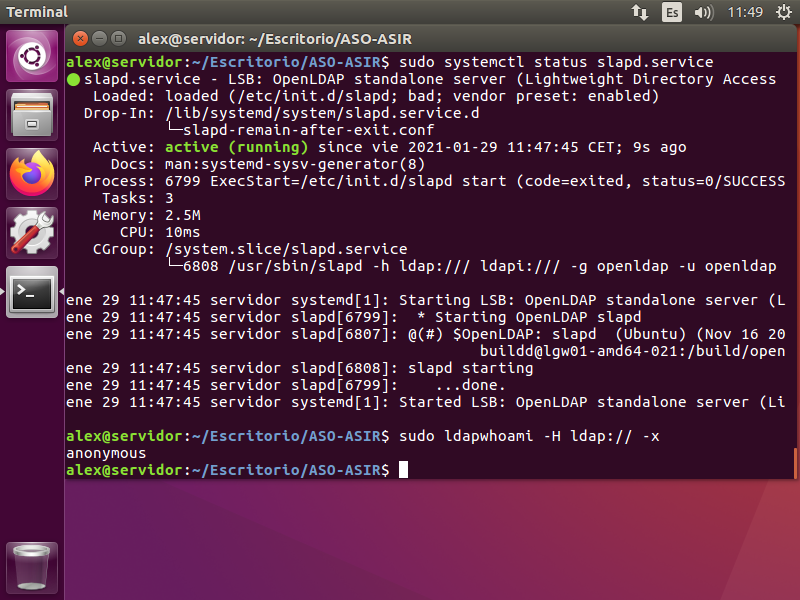 Terminal
Es
11:49
alex@servidor: ~/Escritorio/ASO-ASIR
alex@servidor:~/Escritorio/ASO-ASIR$ sudo systemctl status slapd.service
● slapd.service - LSB: OpenLDAP standalone server (Lightweight Directory Access
Loaded: loaded (/etc/init.d/slapd; bad; vendor preset: enabled)
Drop-In: /lib/systemd/system/slapd.service.d
└─slapd-remain-after-exit.conf
Active: active (running) since vie 2021-01-29 11:47:45 CET; 9s ago
Docs: man:systemd-sysv-generator(8)
Process: 6799 ExecStart=/etc/init.d/slapd start (code=exited, status=0/SUCCESS
Tasks: 3
Memory: 2.5M
CPU: 10ms
CGroup: /system.slice/slapd.service
└─6808 /usr/sbin/slapd -h ldap:/// ldapi:/// -g openldap -u openldap
ene 29 11:47:45 servidor systemd[1]: Starting LSB: OpenLDAP standalone server (L
ene 29 11:47:45 servidor slapd[6799]:  * Starting OpenLDAP slapd
ene 29 11:47:45 servidor slapd[6807]: @(#) $OpenLDAP: slapd  (Ubuntu) (Nov 16 20
buildd@lgw01-amd64-021:/build/open
ene 29 11:47:45 servidor slapd[6808]: slapd starting
ene 29 11:47:45 servidor slapd[6799]:    ...done.
ene 29 11:47:45 servidor systemd[1]: Started LSB: OpenLDAP standalone server (Li
alex@servidor:~/Escritorio/ASO-ASIR$ sudo ldapwhoami -H ldap:// -x
anonymous
alex@servidor:~/Escritorio/ASO-ASIR$